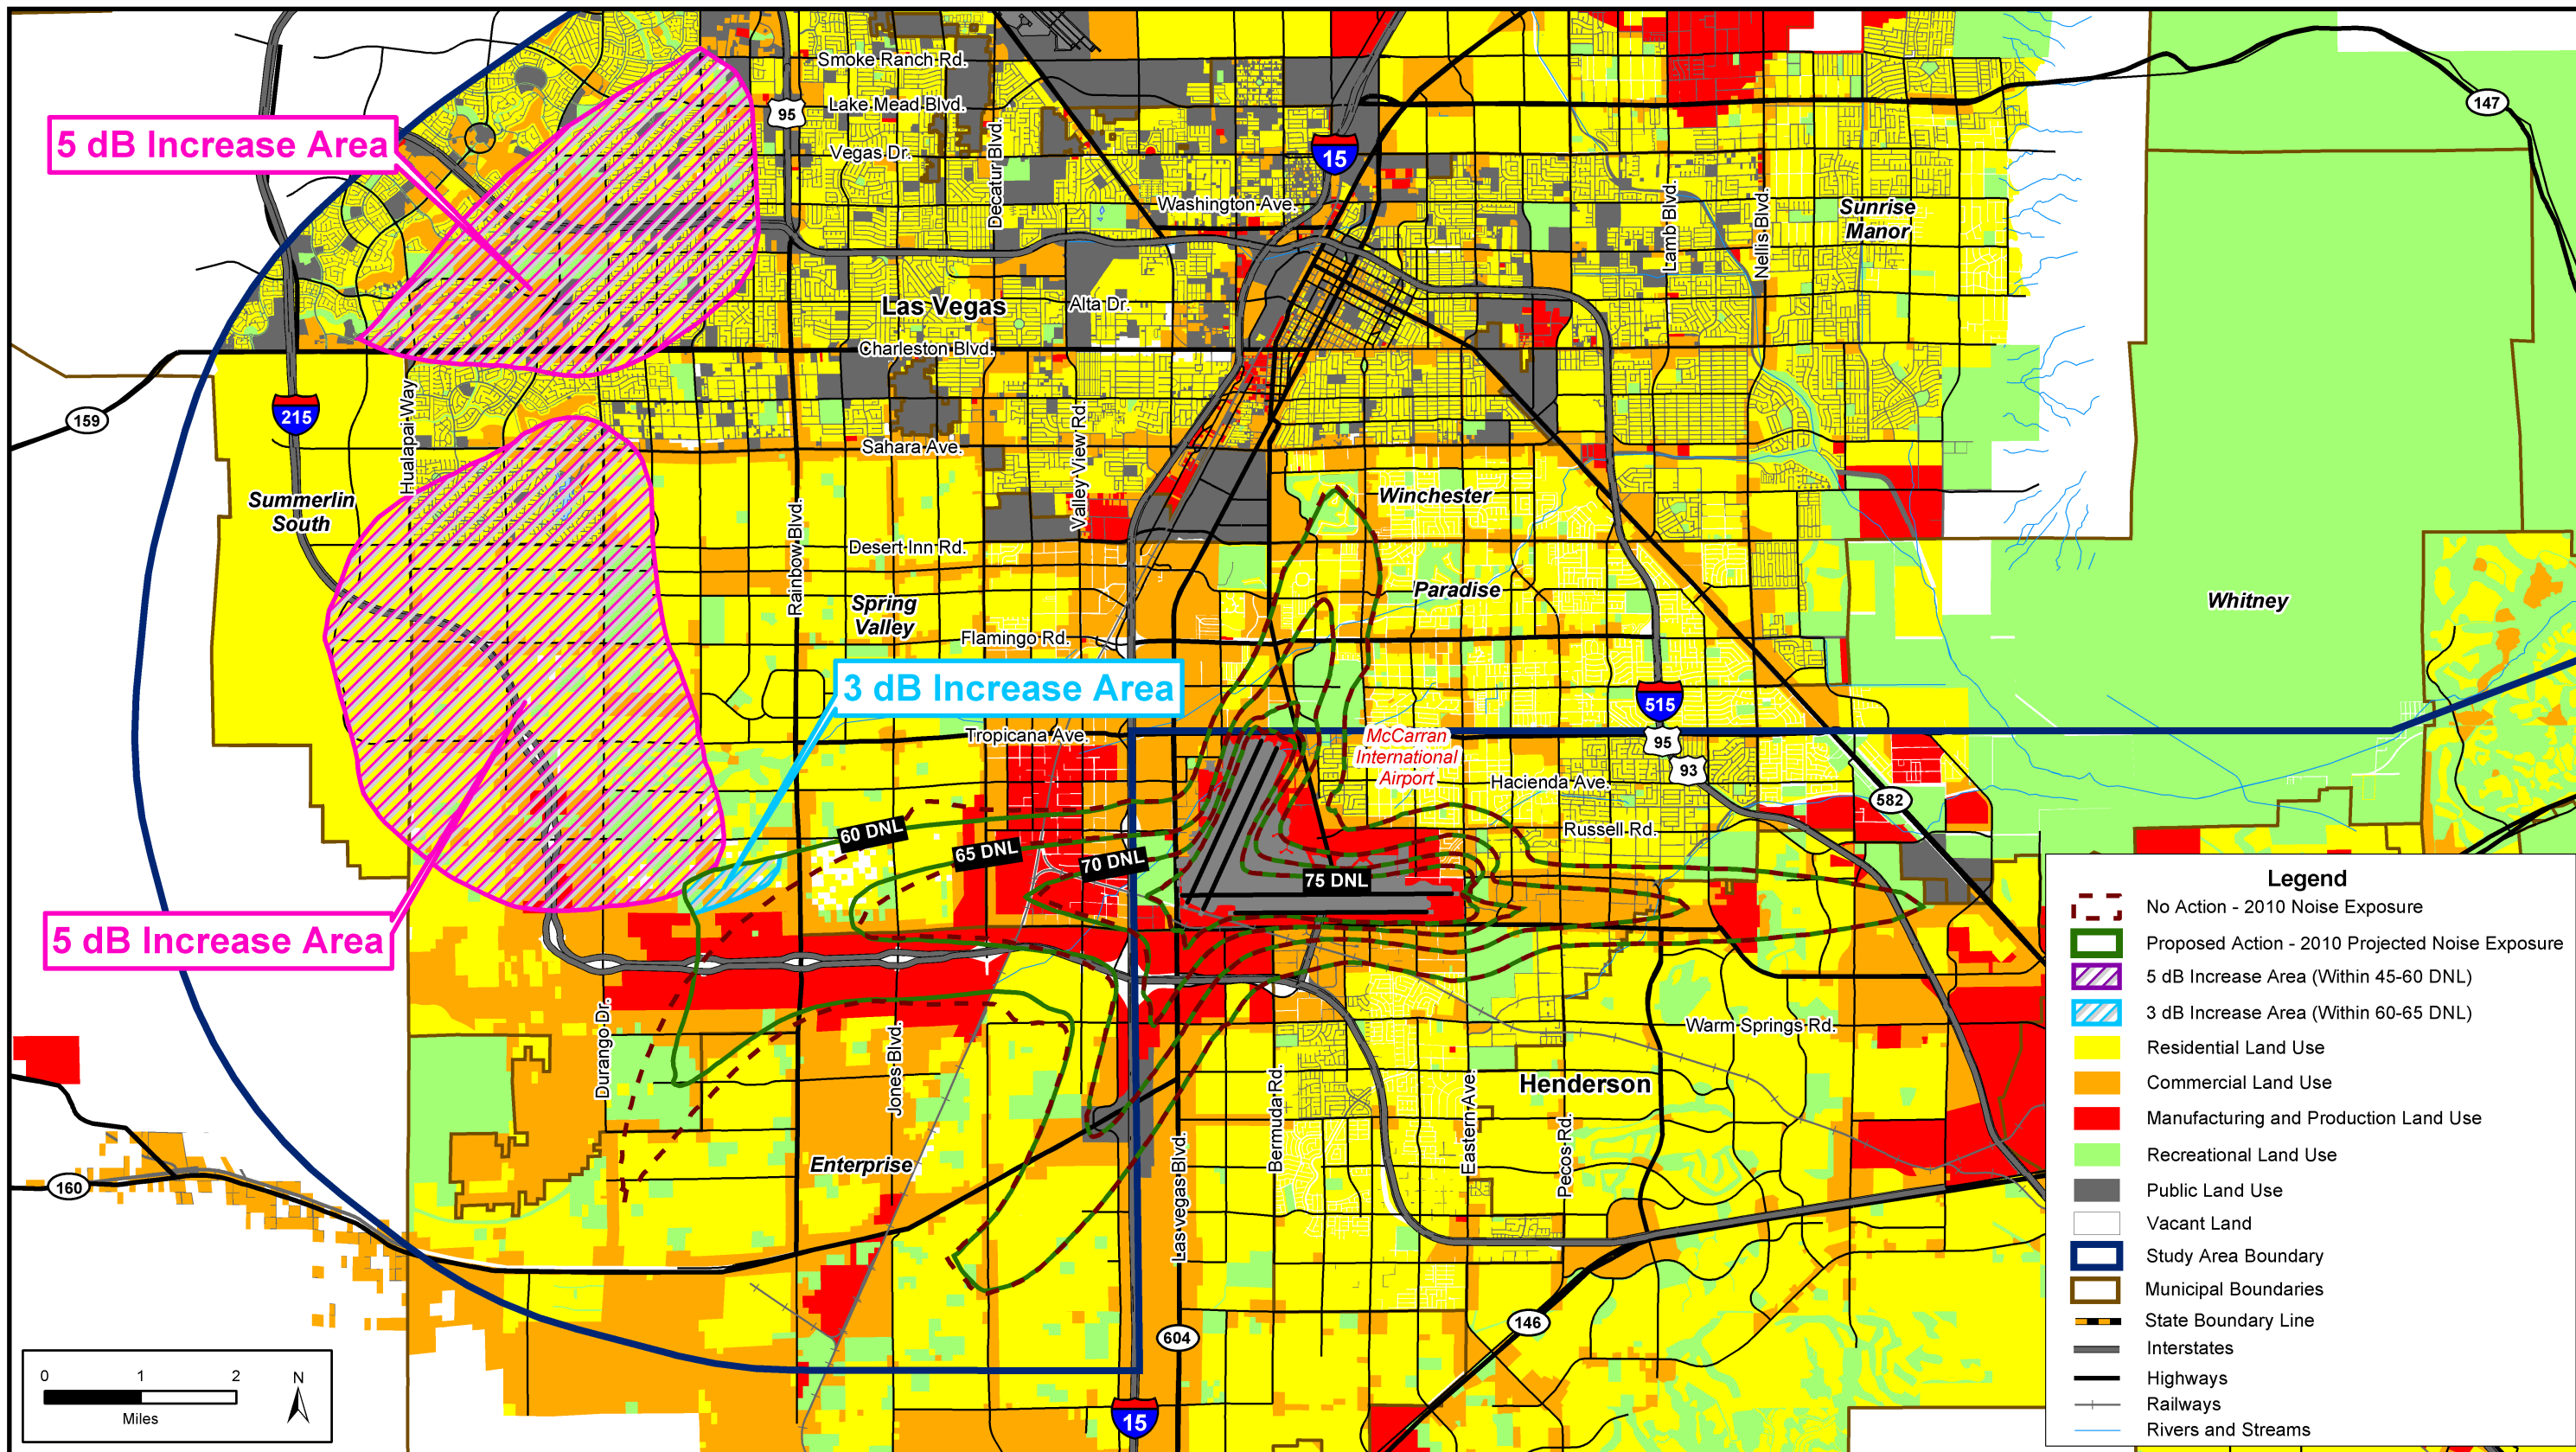 Smoke Ranch Rd.
Lake Mead Blvd.
95
Vegas Dr.
Decatur Blvd.
15
147
5 dB Increase Area
Washington Ave.
Lamb Blvd.
Nellis Blvd.
Sunrise
Manor
Las Vegas
Alta Dr.
Charleston Blvd.
159
215
Hualapai Way
Valley View Rd.
Sahara Ave.
Summerlin
South
Winchester
Rainbow Blvd.
Desert Inn Rd.
Paradise
Whitney
Spring
Valley
Flamingo Rd.
3 dB Increase Area
515
Tropicana Ave.
McCarran
International
Airport
95
93
Hacienda Ave.
582
60 DNL
65 DNL
70 DNL
75 DNL
Russell Rd.
5 dB Increase Area
Durango Dr.
Jones Blvd.
Warm Springs Rd.
Henderson
Bermuda Rd.
Eastern Ave.
Pecos Rd.
Las Vegas Blvd.
Enterprise
160
604
146
15
0 1 2
Miles
N
Legend
No Action - 2010 Noise Exposure
Proposed Action - 2010 Projected Noise Exposure
5 dB Increase Area (Within 45-60 DNL)
3 dB Increase Area (Within 60-65 DNL)
Residential Land Use
Commercial Land Use
Manufacturing and Production Land Use
Recreational Land Use
Public Land Use
Vacant Land
Study Area Boundary
Municipal Boundaries
State Boundary Line
Interstates
Highways
Railways
Rivers and Streams